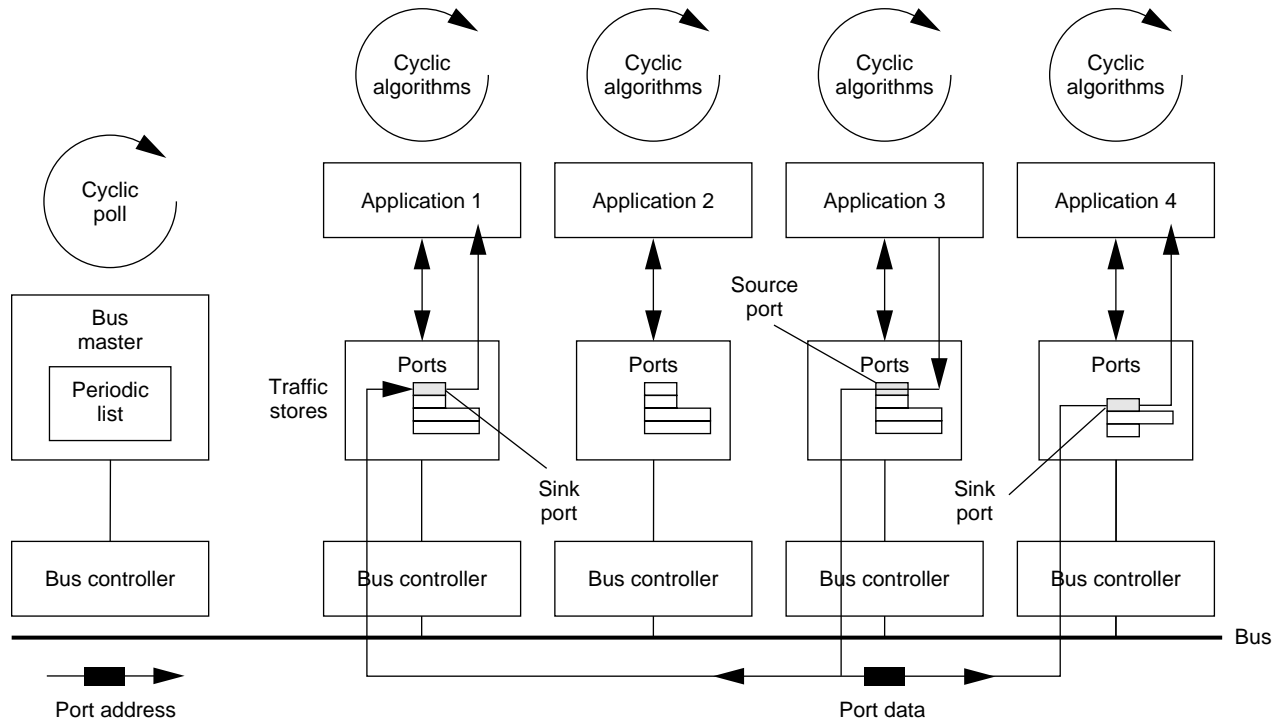 Cyclic
algorithms
Cyclic
algorithms
Cyclic
algorithms
Cyclic
algorithms
Cyclic
poll
Application 1
Application 2
Application 3
Application 4
Source
port
Bus
master
Periodic
list
Traffic
stores
Ports
Ports
Ports
Ports
Sink
port
Sink
port
Bus controller
Bus controller
Bus controller
Bus controller
Bus controller
Bus
Port address
Port data